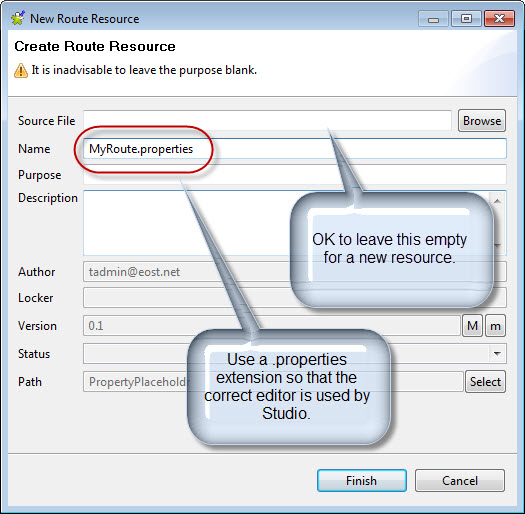 New Route Resource
Create Route Resource
It is inadvisable to leave the purpose blank.
Source File
Browse
Name
MyRoute.properties
Purpose
Description
OK to leave this empty
for a new resource.
Author
tadmin@eost.net
Locker
Version
0.1
M
m
Status
Use a .properties
extension so that the
correct editor is used by
Studio.
Path
Select
Finish
Cancel